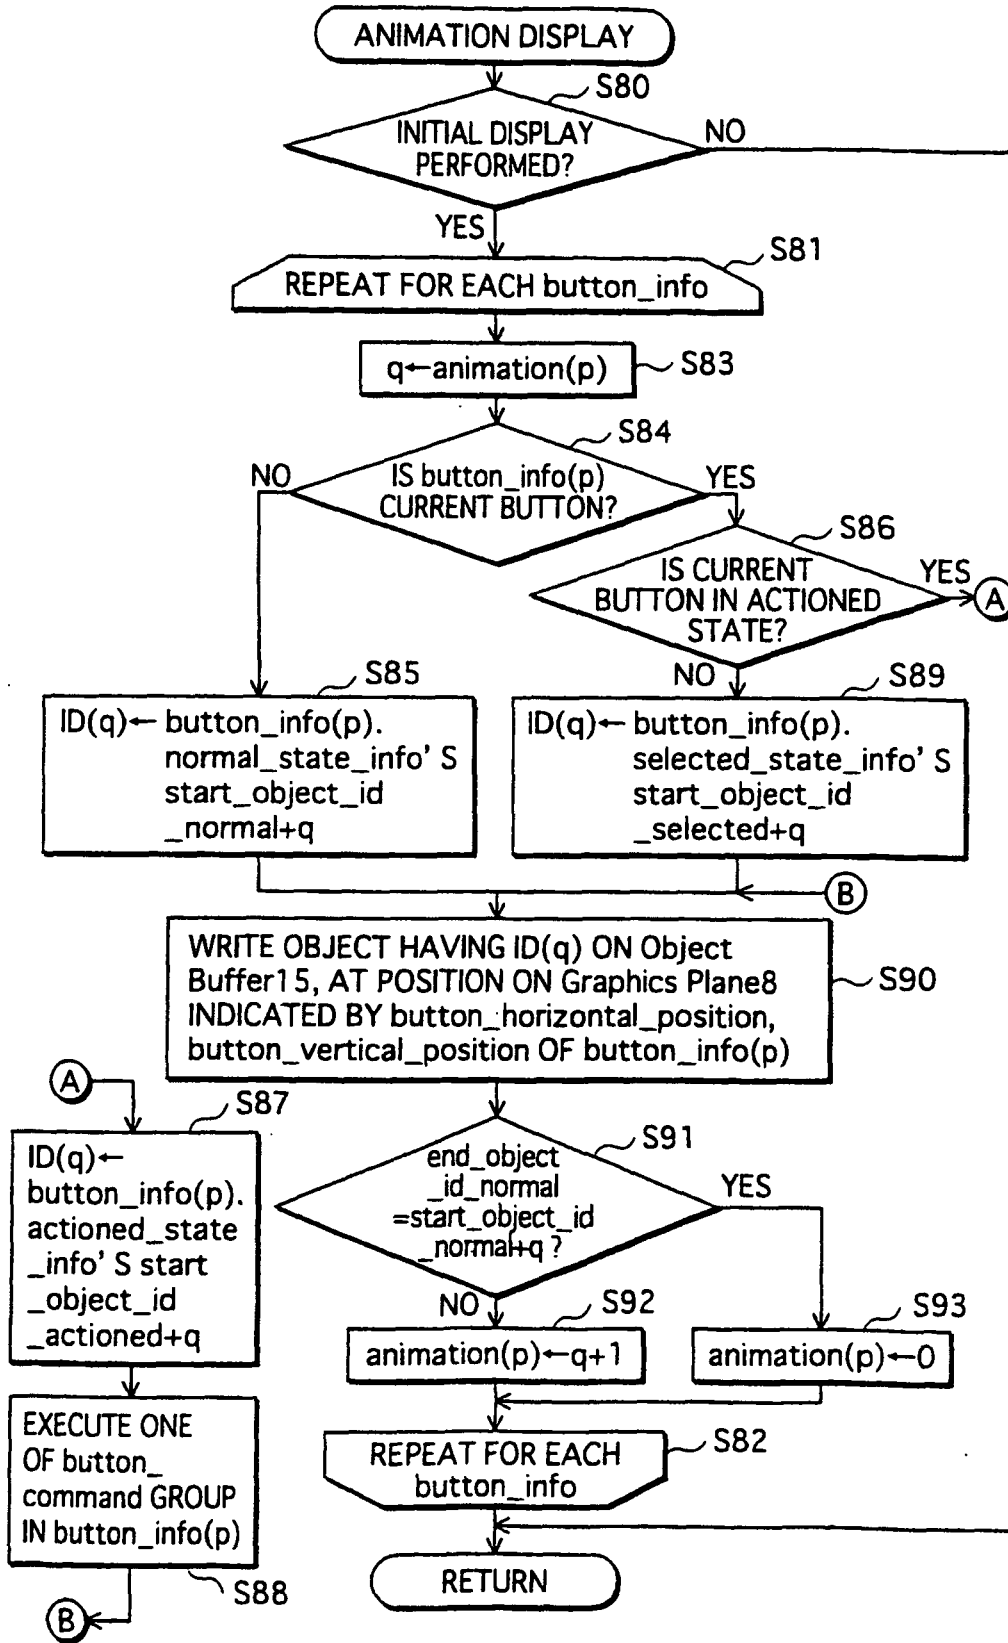 ANIMATION DISPLAY
S80
INITIAL DISPLAY
PERFORMED?
NO
YES
S81
REPEAT FOR EACH button_info
q←animation(p)
S83
S84
IS button_info(p)
CURRENT BUTTON?
NO
YES
S86
IS CURRENT
BUTTON IN ACTIONED
STATE?
YES
A
NO
S85
ID(q)← button_info(p).
normal_state_info' S
start_object_id
_normal+q
S89
ID(q)← button_info(p).
selected_state_info' S
start_object_id
_selected+q
B
WRITE OBJECT HAVING ID(q) ON Object
Buffer15, AT POSITION ON Graphics Plane8
INDICATED BY button_horizontal_position,
button_vertical_position OF button_info(p)
S90
A
S87
ID(q)←
button_info(p).
actioned_state
_info' S start
_object_id
_actioned+q
EXECUTE ONE
OF button_
command GROUP
IN button_info(p)
S88
B
S91
end_object
_id_normal
=start_object_id
_normal+q ?
YES
NO
S92
animation(p)←q+1
S93
animation(p)←0
S82
REPEAT FOR EACH
button_info
RETURN